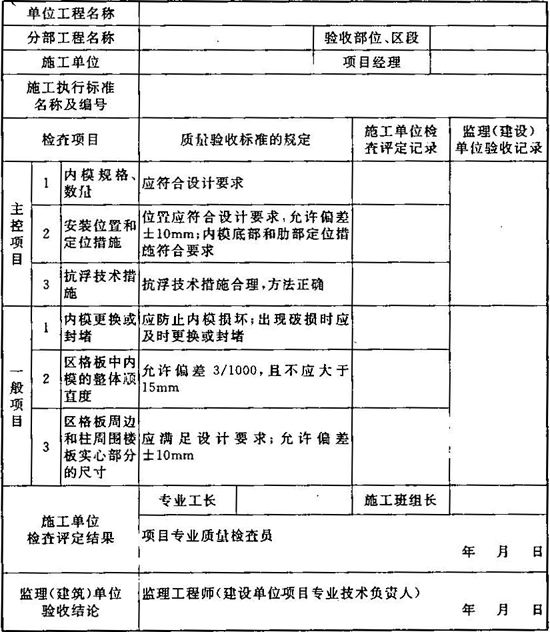 单位工程名称
分部工程名称 验收部位、区段
施工单位 项目经理
施工执行标准
名称及编号
检查项目 质量验收标准的规定 施工单位检
查评定记录 监理(建设)
单位验收记录
主控项目
1 内模规格、
数量 应符合设计要求
2 安装位置和
定位措施 位置应符合设计要求,允许偏差
±10mm;内模底部和肋部定位措
施符合要求
3 抗浮技术措
施 抗浮技术措施合理,方法正确
一般项目
1 内模更换或
封堵 应防止内模损坏;出现破损时应
及时更换或封堵
2 区格板中内
模的整体顺
直度 允许偏差 3/1000,且不应大于
15mm
3 区格板周边
和柱周围楼
板实心部分
的尺寸 应满足设计要求;允许偏差
±10mm
施工单位
检查评定结果 专业工长 施工班组长
项目专业质量检查员
年 月 日
监理(建筑)单位
验收结论 监理工程师(建设单位项目专业技术负责人)
年 月 日